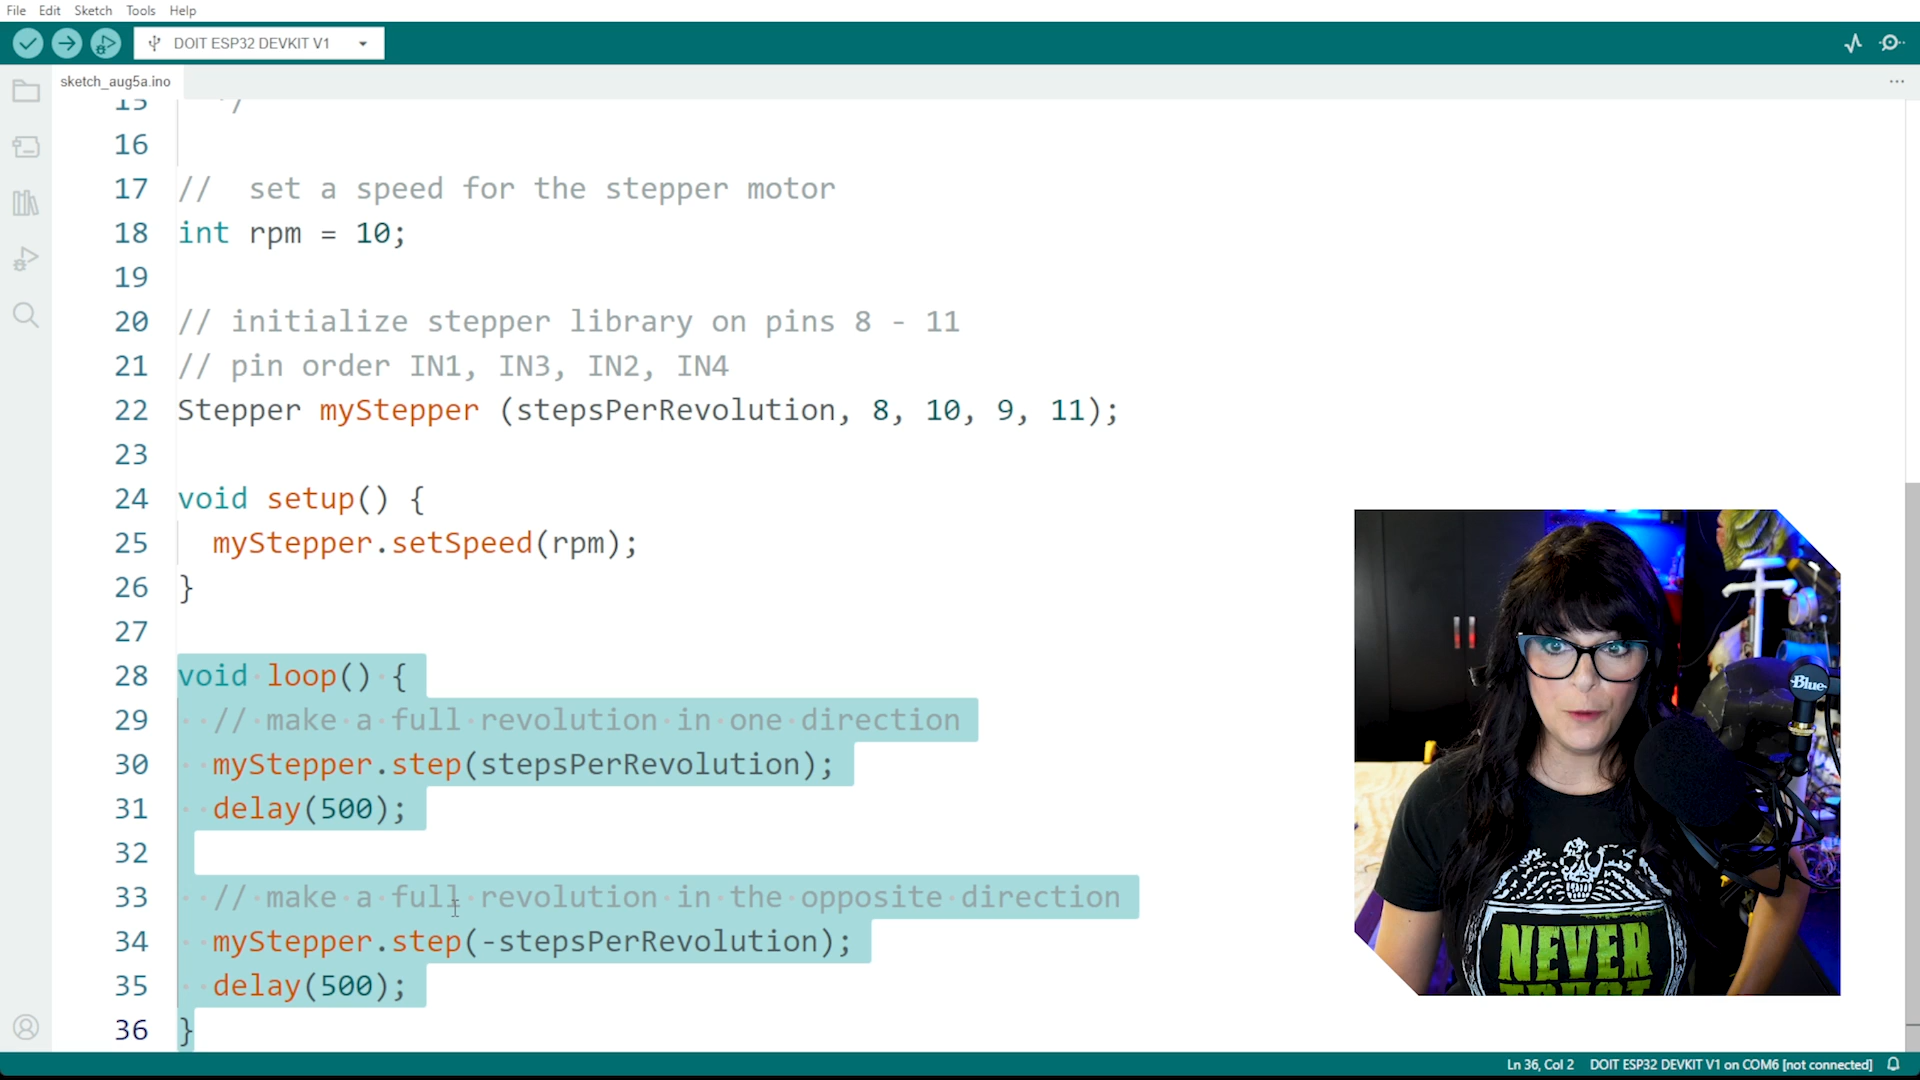 File Edit Sketch Tools Help
DOIT ESP32 DEVKIT V1
sketch_aug5a.ino
15 */
16
17 // set a speed for the stepper motor
18 int rpm = 10;
19
20 // initialize stepper library on pins 8 - 11
21 // pin order IN1, IN3, IN2, IN4
22 Stepper myStepper (stepsPerRevolution, 8, 10, 9, 11);
23
24 void setup() {
25 myStepper.setSpeed(rpm);
26 }
27
28 void loop() {
29 // make a full revolution in one direction
30 myStepper.step(stepsPerRevolution);
31 delay(500);
32
33 // make a full revolution in the opposite direction
34 myStepper.step(-stepsPerRevolution);
35 delay(500);
36 }
Blue
NEVER
TRUST
Ln 36, Col 2 DOIT ESP32 DEVKIT V1 on COM6 [not connected]